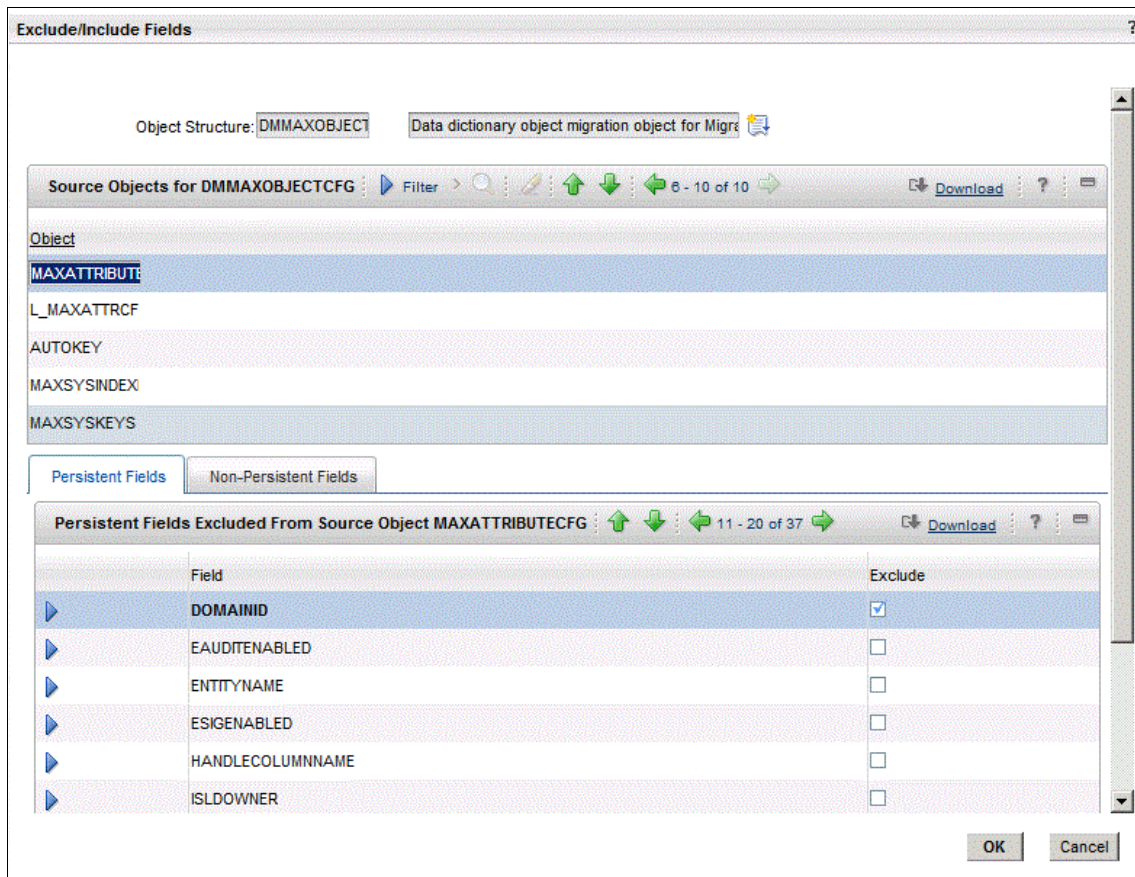 Exclude/Include Fields ?
Object Structure: DMMAXOBJECT Data dictionary object migration object for Migra
Source Objects for DMMAXOBJECTCFG Filter 6 - 10 of 10 Download ?
Object
MAXATTRIBUTE
L_MAXATTRCF
AUTOKEY
MAXSYSINDEX
MAXSYSKEYS
Persistent Fields Non-Persistent Fields
Persistent Fields Excluded From Source Object MAXATTRIBUTECFG 11 - 20 of 37 Download ?
Field Exclude
DOMAINID
EAUDITENABLED
ENTITYNAME
ESIGENABLED
HANDLECOLUMNNAME
ISLDOWNER
OK Cancel